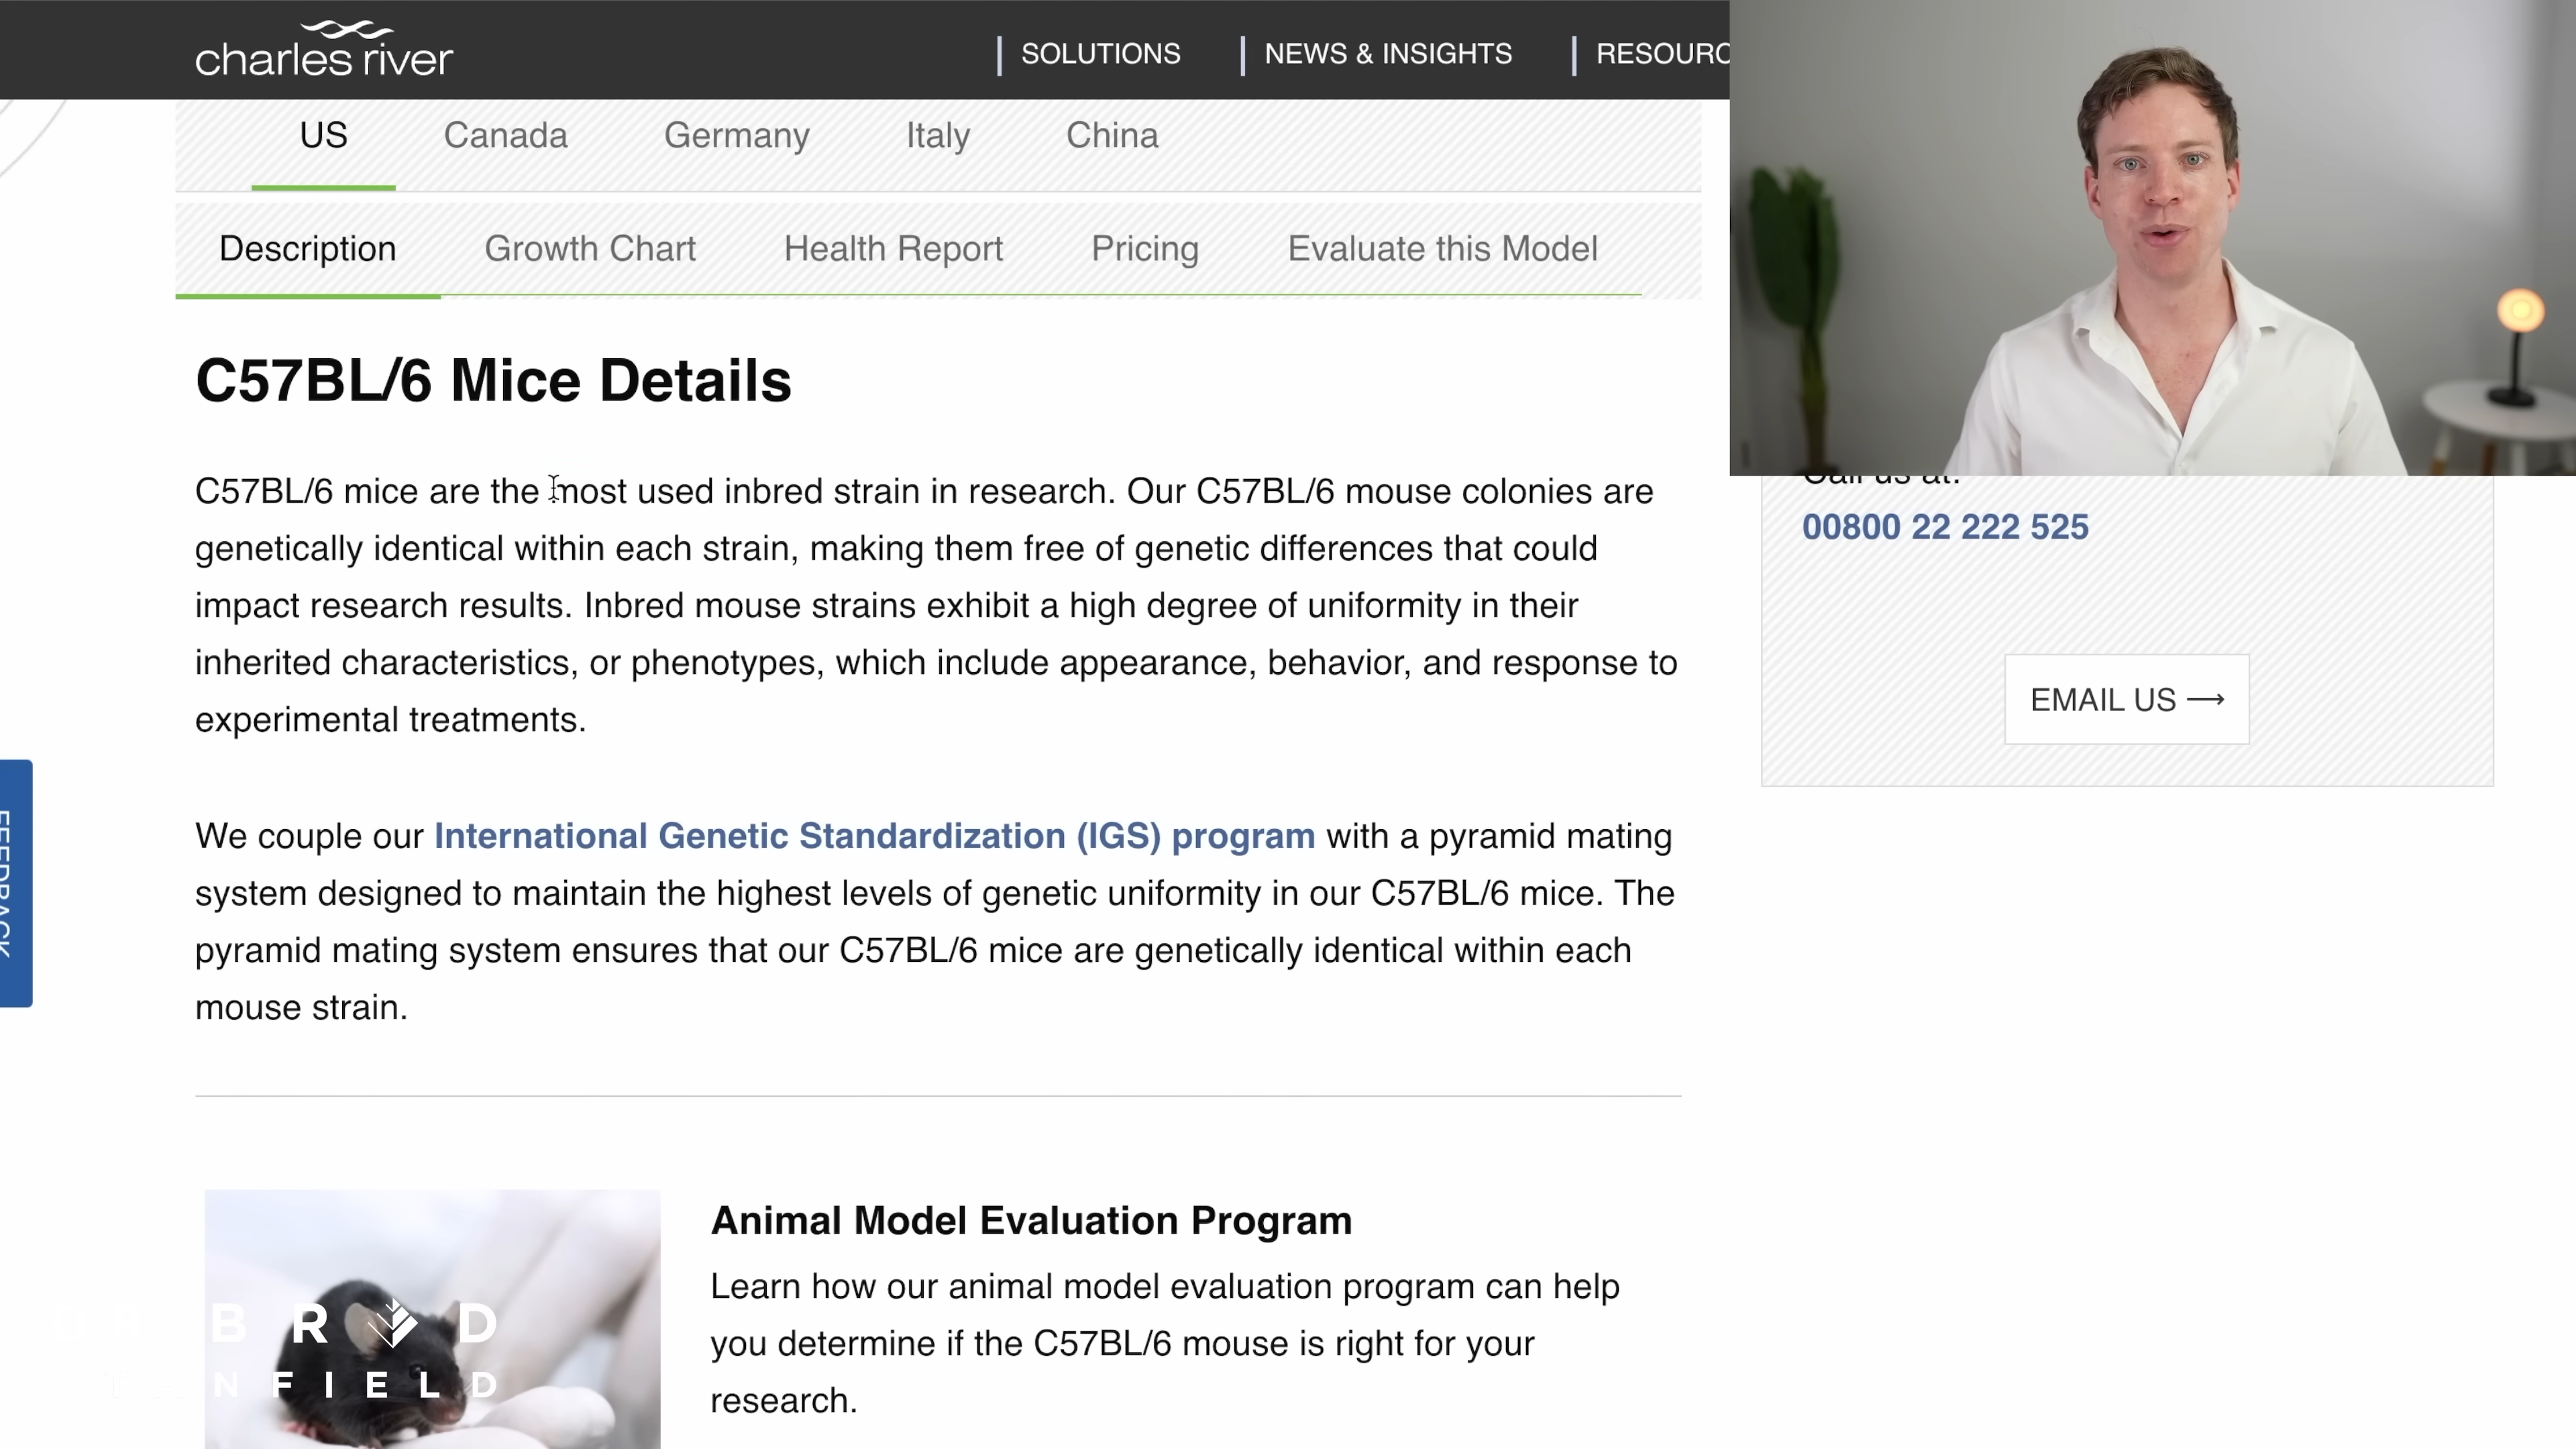 charles river
SOLUTIONS
NEWS & INSIGHTS
US
Canada
Germany
Italy
China
Description
Growth Chart
Health Report
Pricing
Evaluate this Model
C57BL/6 Mice Details
C57BL/6 mice are the most used inbred strain in research. Our C57BL/6 mouse colonies are
genetically identical within each strain, making them free of genetic differences that could
impact research results. Inbred mouse strains exhibit a high degree of uniformity in their
inherited characteristics, or phenotypes, which include appearance, behavior, and response to
experimental treatments.
We couple our International Genetic Standardization (IGS) program with a pyramid mating
system designed to maintain the highest levels of genetic uniformity in our C57BL/6 mice. The
pyramid mating system ensures that our C57BL/6 mice are genetically identical within each
mouse strain.
Call us at:
00800 22 222 525
EMAIL US →
FEEDBACK
Animal Model Evaluation Program
Learn how our animal model evaluation program can help
you determine if the C57BL/6 mouse is right for your
research.